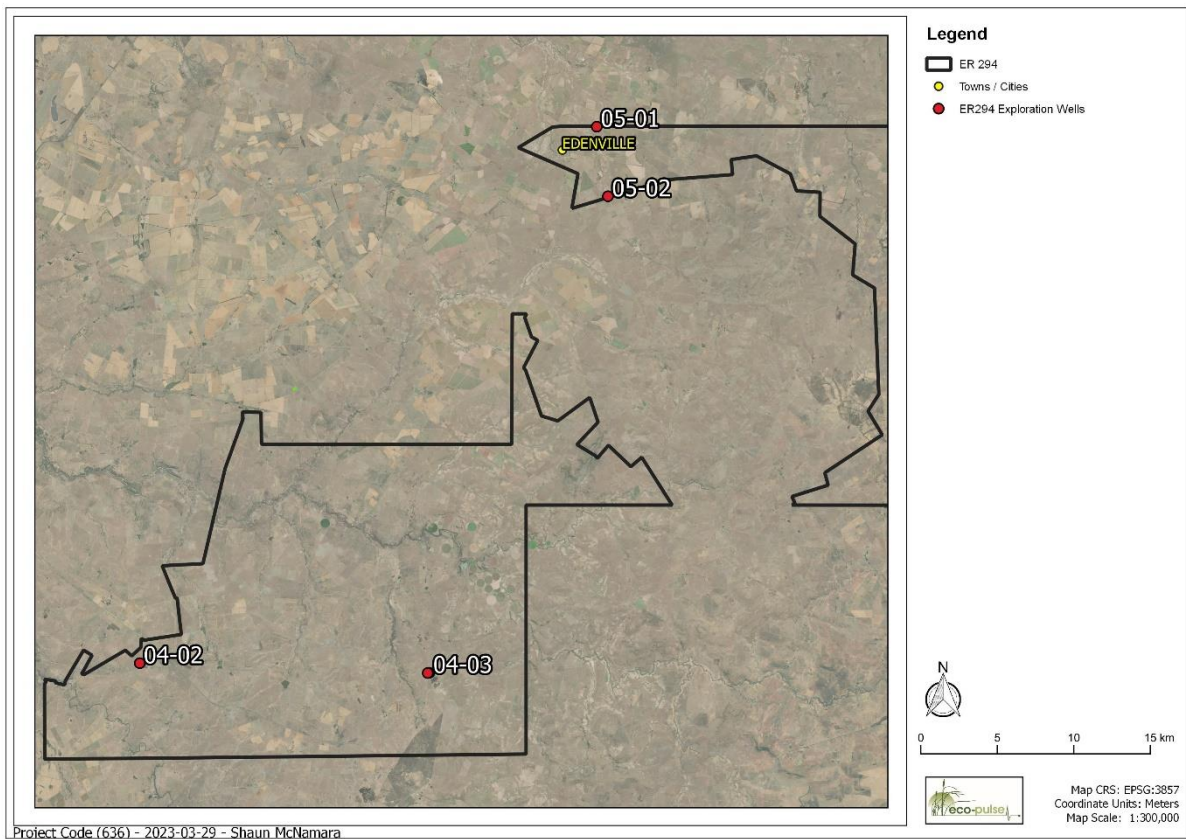 Legend
ER 294
Towns / Cities
ER294 Exploration Wells
05-01
EDENVILLE
05-02
04-02
04-03
N
0 5 10 15 km
eco-pulse
Map CRS: EPSG:3857
Coordinate Units: Meters
Map Scale: 1:300,000
Project Code (636) - 2023-03-29 - Shaun McNamara